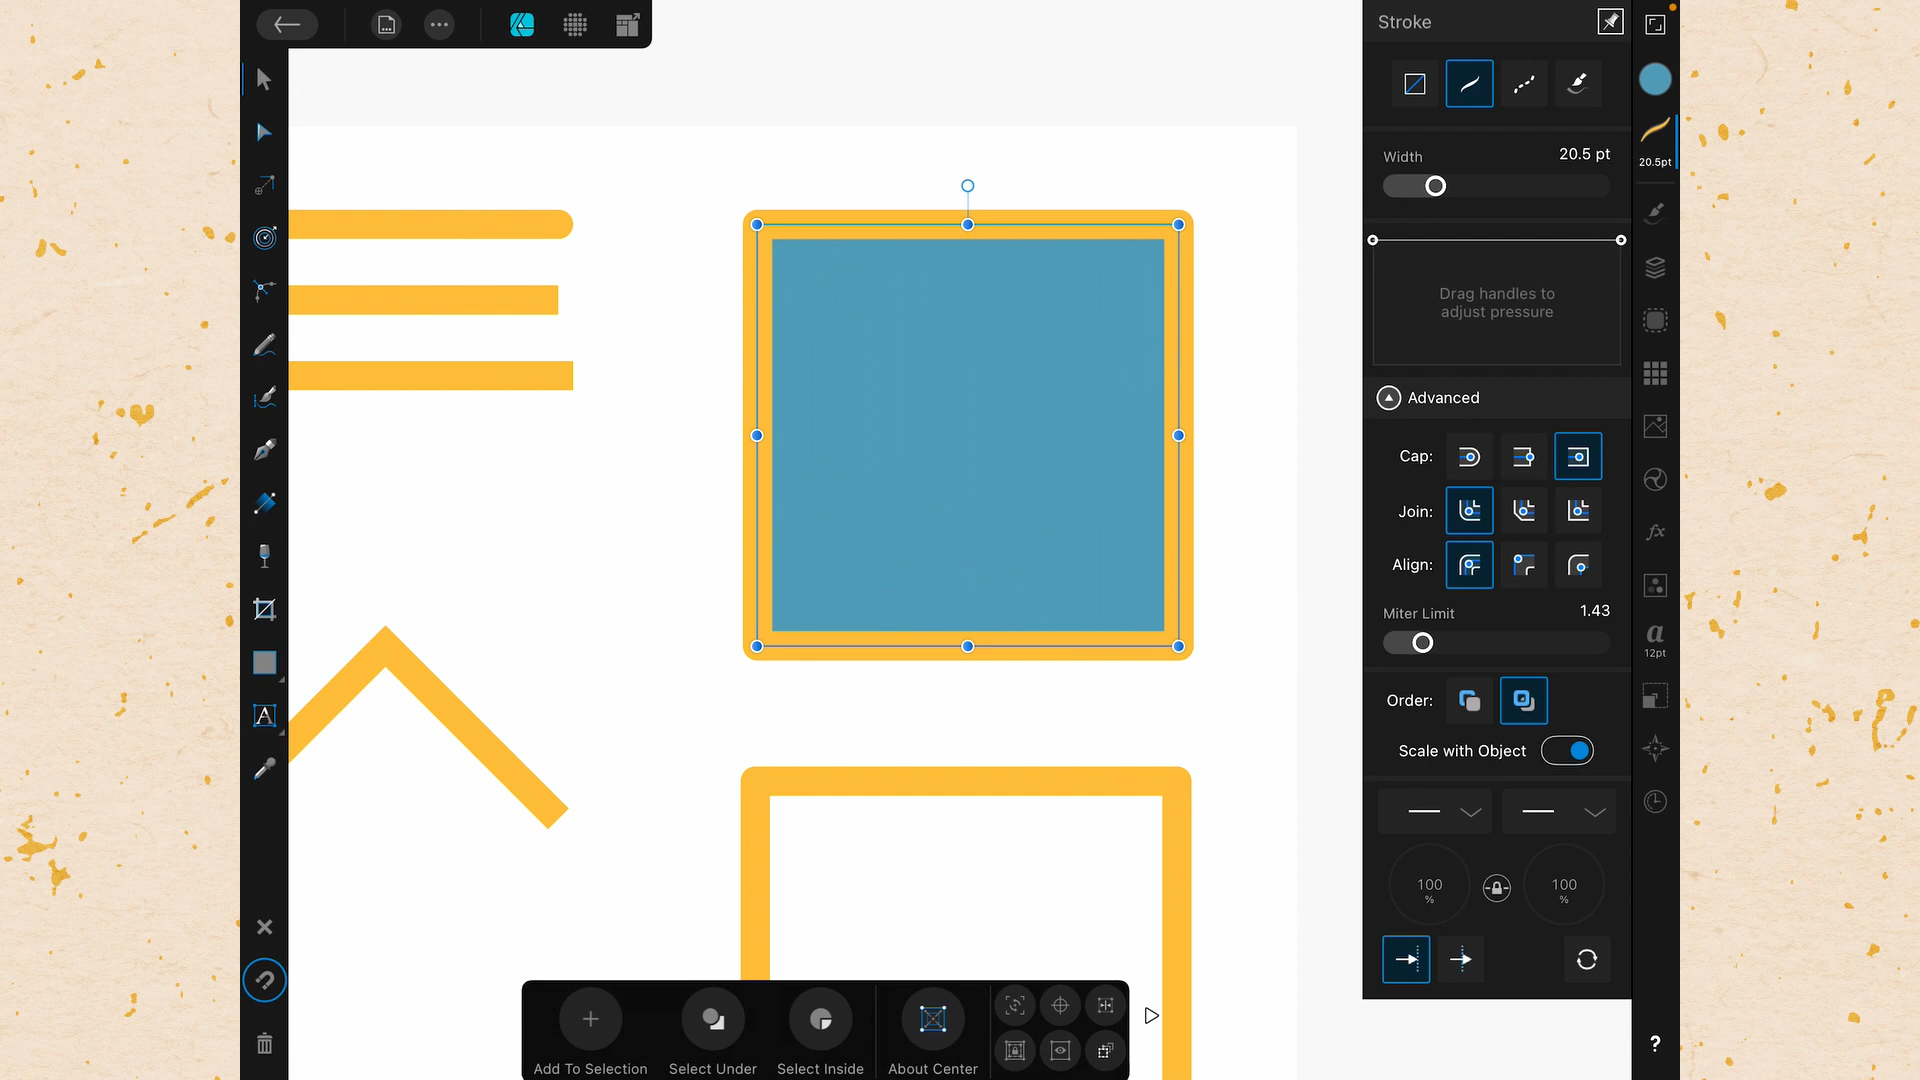 Stroke
Width
20.5 pt
20.5pt
Drag handles to
adjust pressure
Advanced
Cap:
Join:
Align:
Miter Limit
1.43
fx
a
12pt
A
Order:
Scale with Object
100
%
100
%
Add To Selection
Select Under
Select Inside
About Center
?